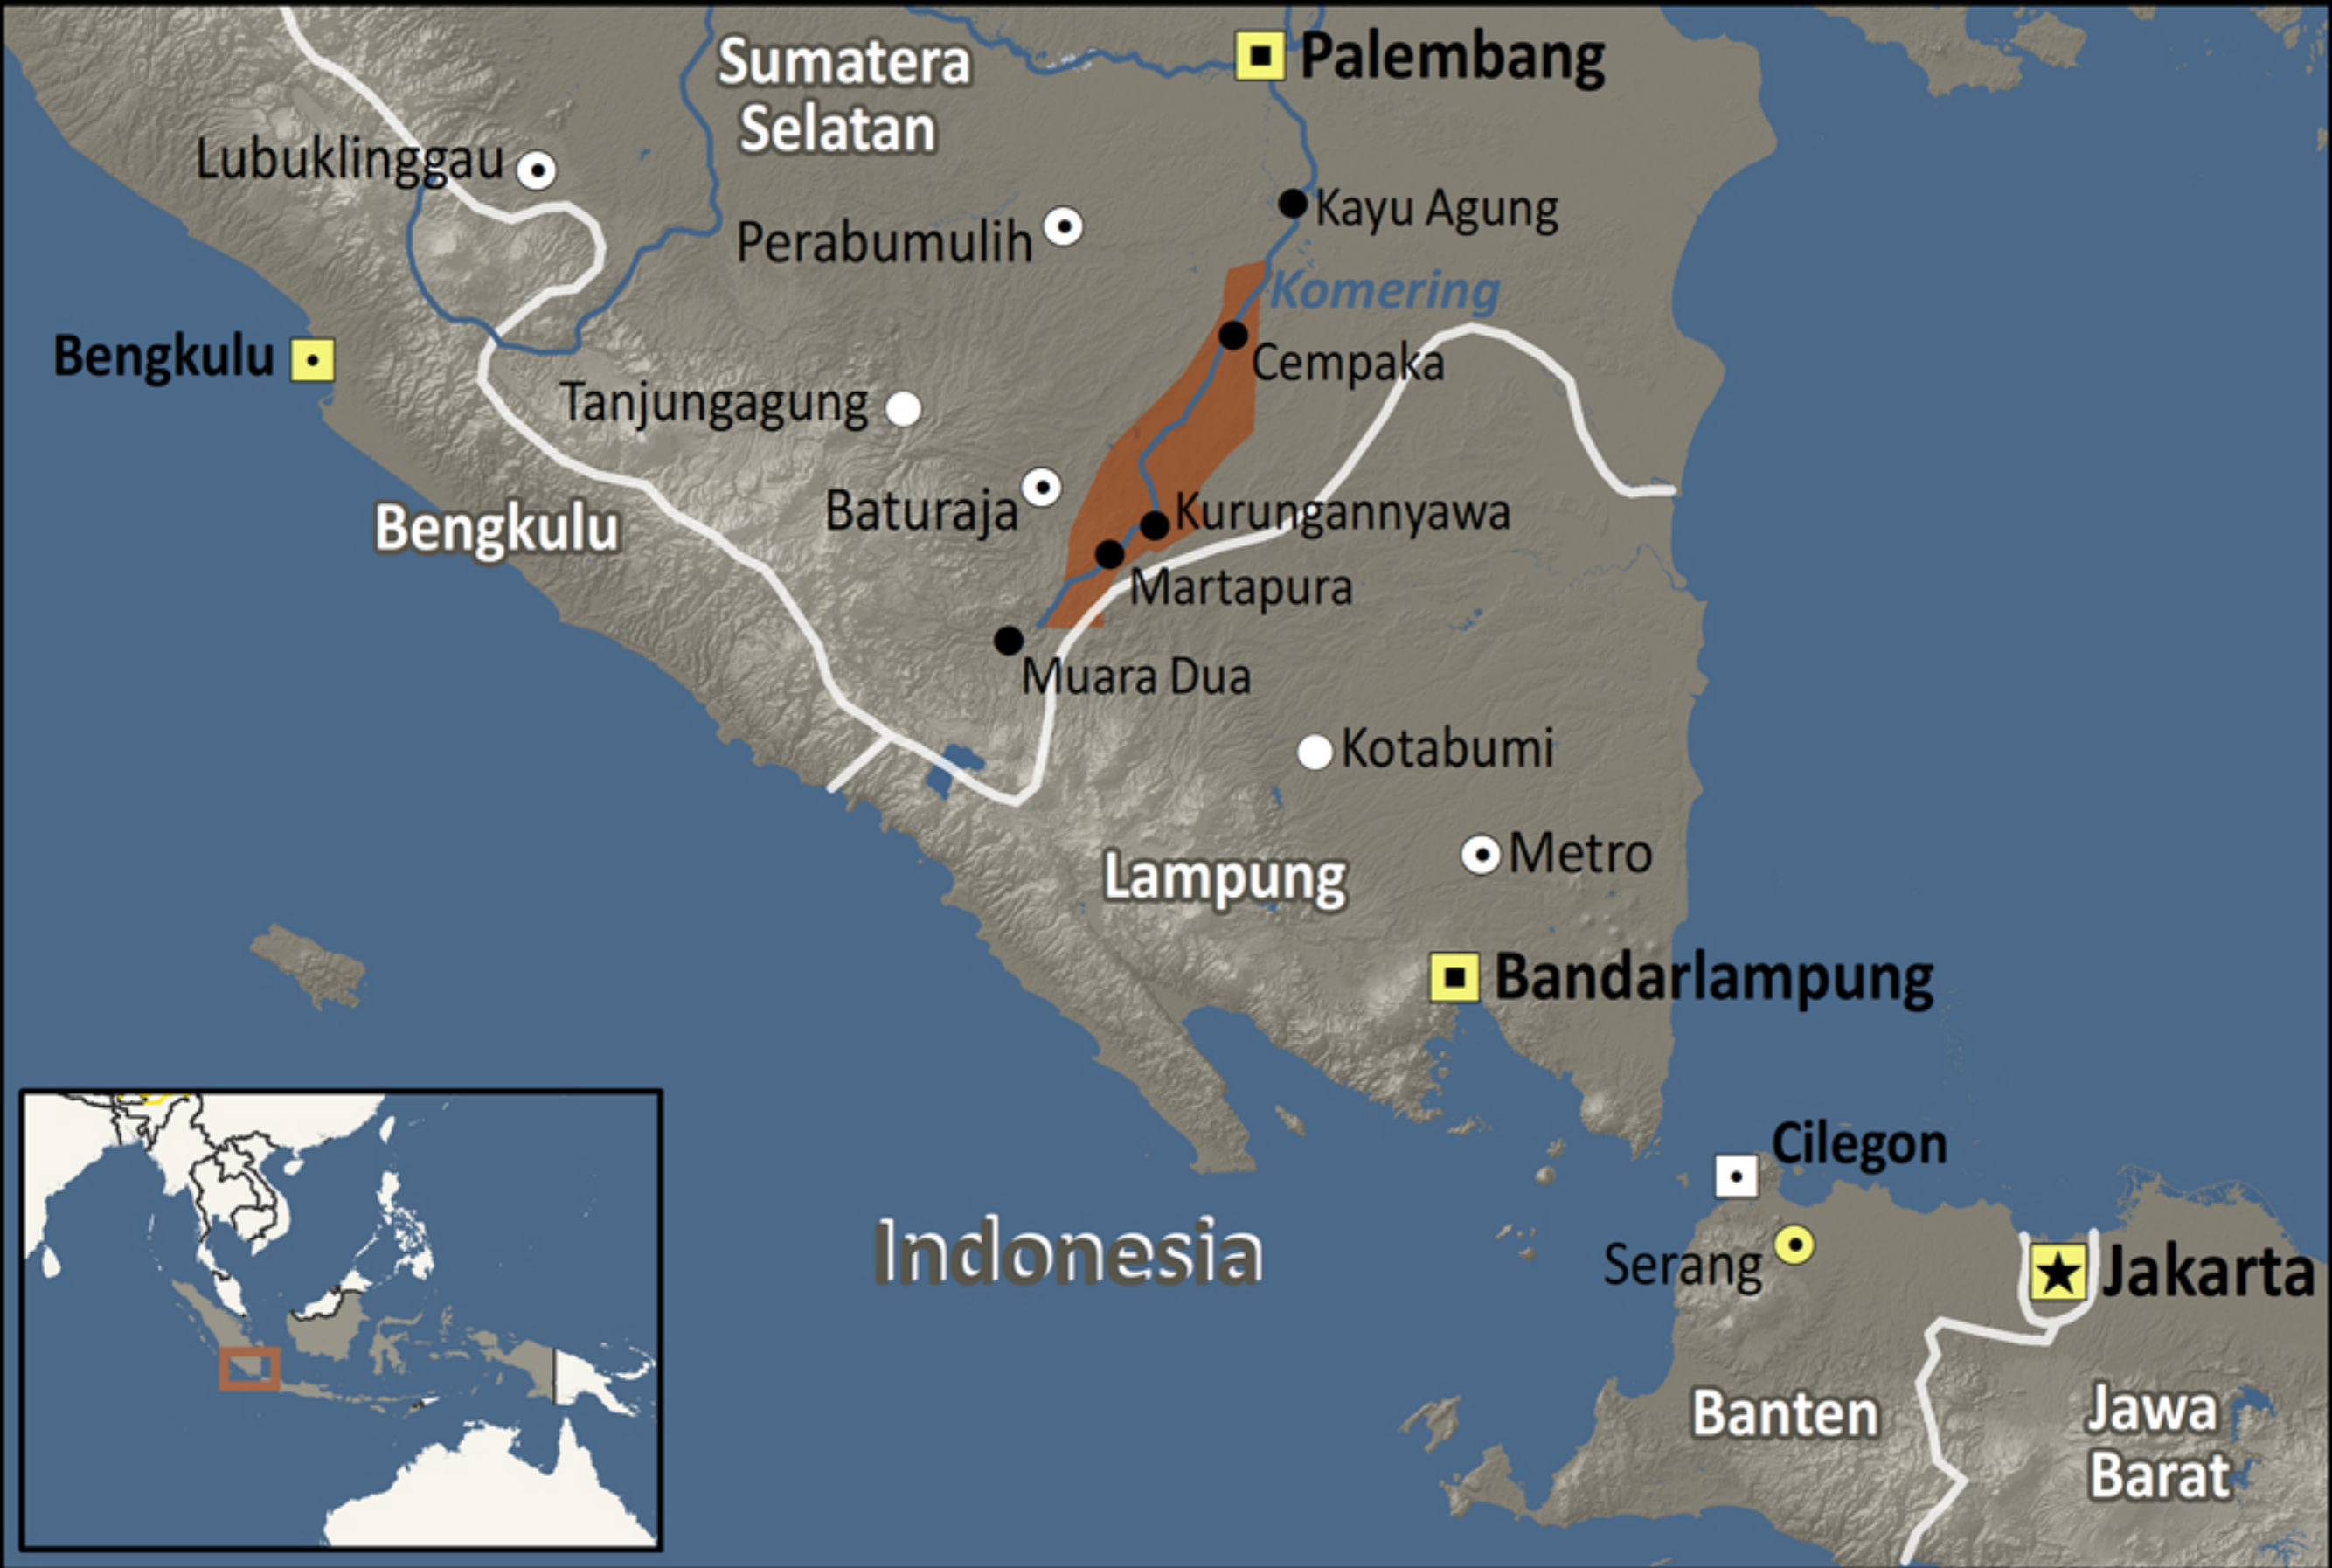 Sumatera
Selatan
Palembang
Lubuklinggau
Perabumulih
Kayu Agung
Komering
Bengkulu
Cempaka
Tanjungagung
Baturaja
Kurungannyawa
Bengkulu
Martapura
Muara Dua
Kotabumi
Metro
Lampung
Bandarlampung
Cilegon
Indonesia
Serang
Jakarta
Banten
Jawa
Barat